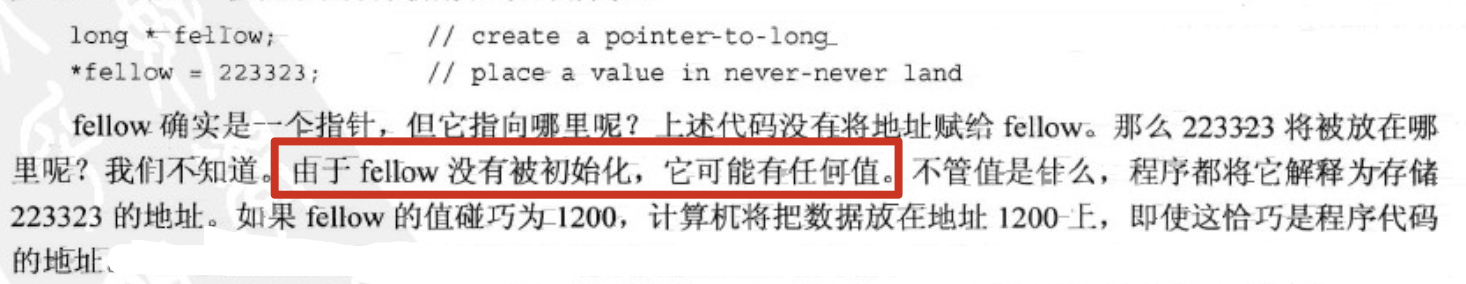 long * fellow; // create a pointer-to-long
*fellow = 223323; // place a value in never-never land
fellow 确实是一个指针，但它指向哪里呢？上述代码没有将地址赋给 fellow。那么 223323 将被放在哪
里呢？我们不知道。由于 fellow 没有被初始化，它可能有任何值。不管值是什么，程序都将它解释为存储
223323 的地址。如果 fellow 的值碰巧为 1200，计算机将把数据放在地址 1200 上，即使这恰巧是程序代码
的地址。